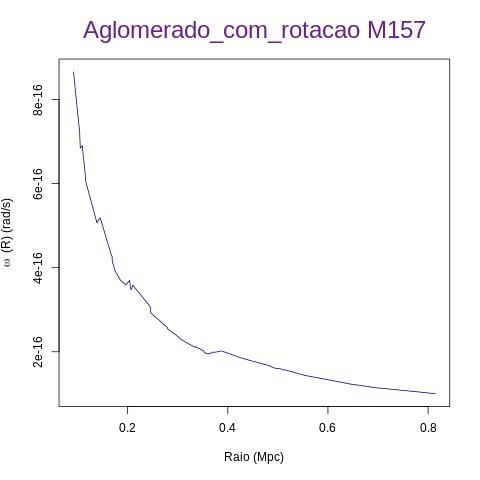 Aglomerado_com_rotacao M157
ω (R) (rad/s)
8e-16
6e-16
4e-16
2e-16
0.2
0.4
0.6
0.8
Raio (Mpc)